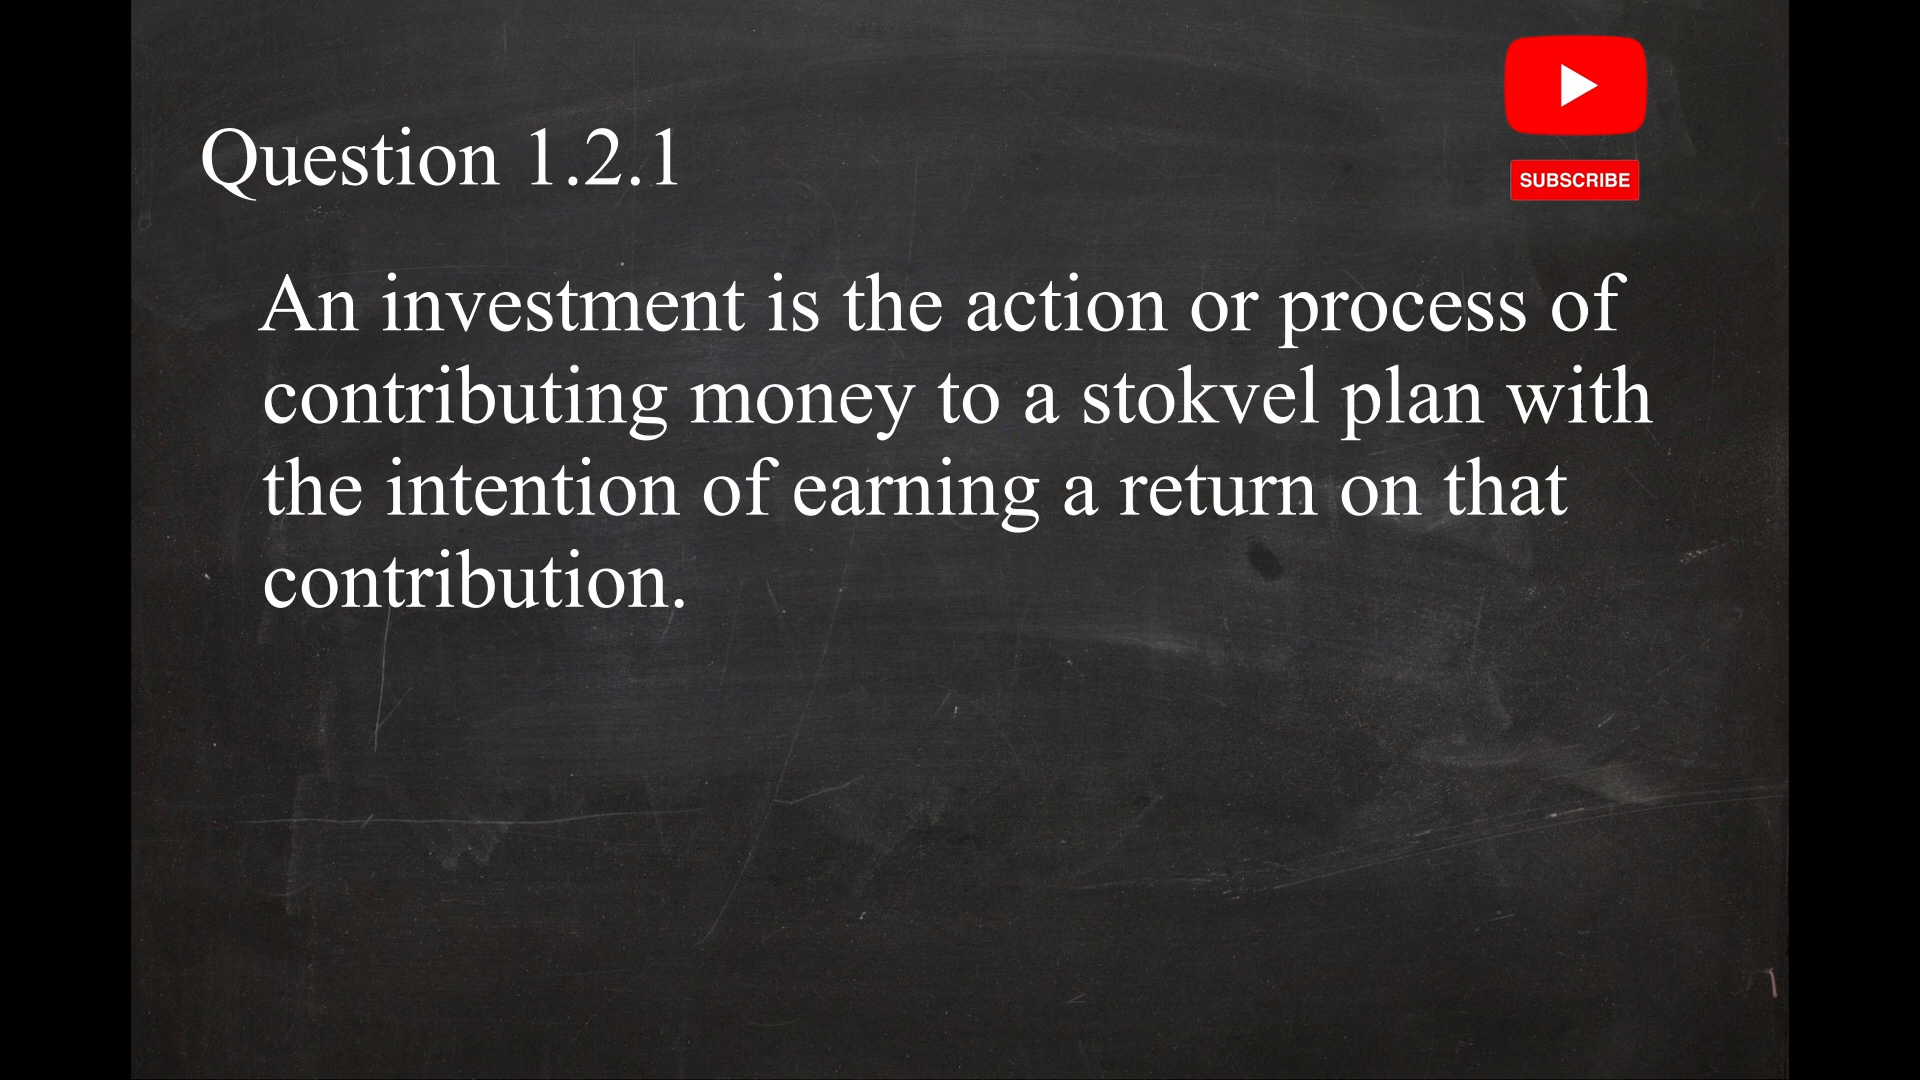 Question 1.2.1
SUBSCRIBE
An investment is the action or process of
contributing money to a stokvel plan with
the intention of earning a return on that
contribution.